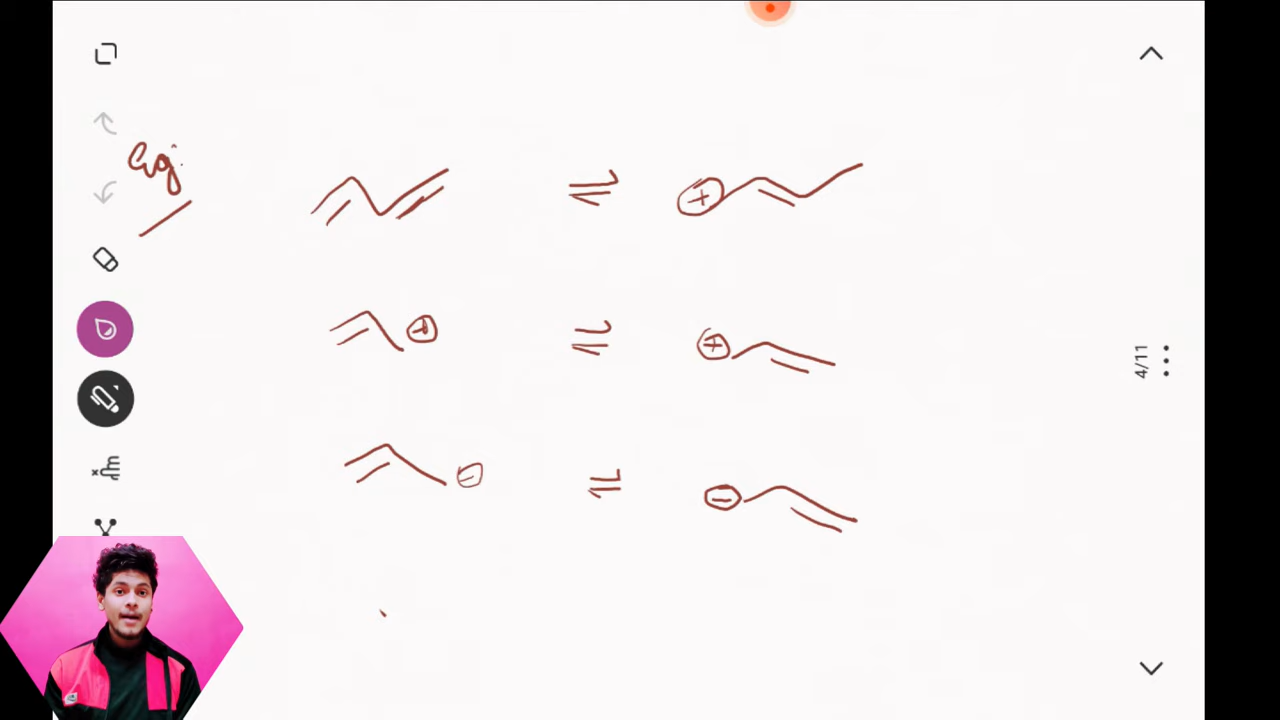 Eg:
⇌ +
+ ⇌ +
− ⇌ −
4/11